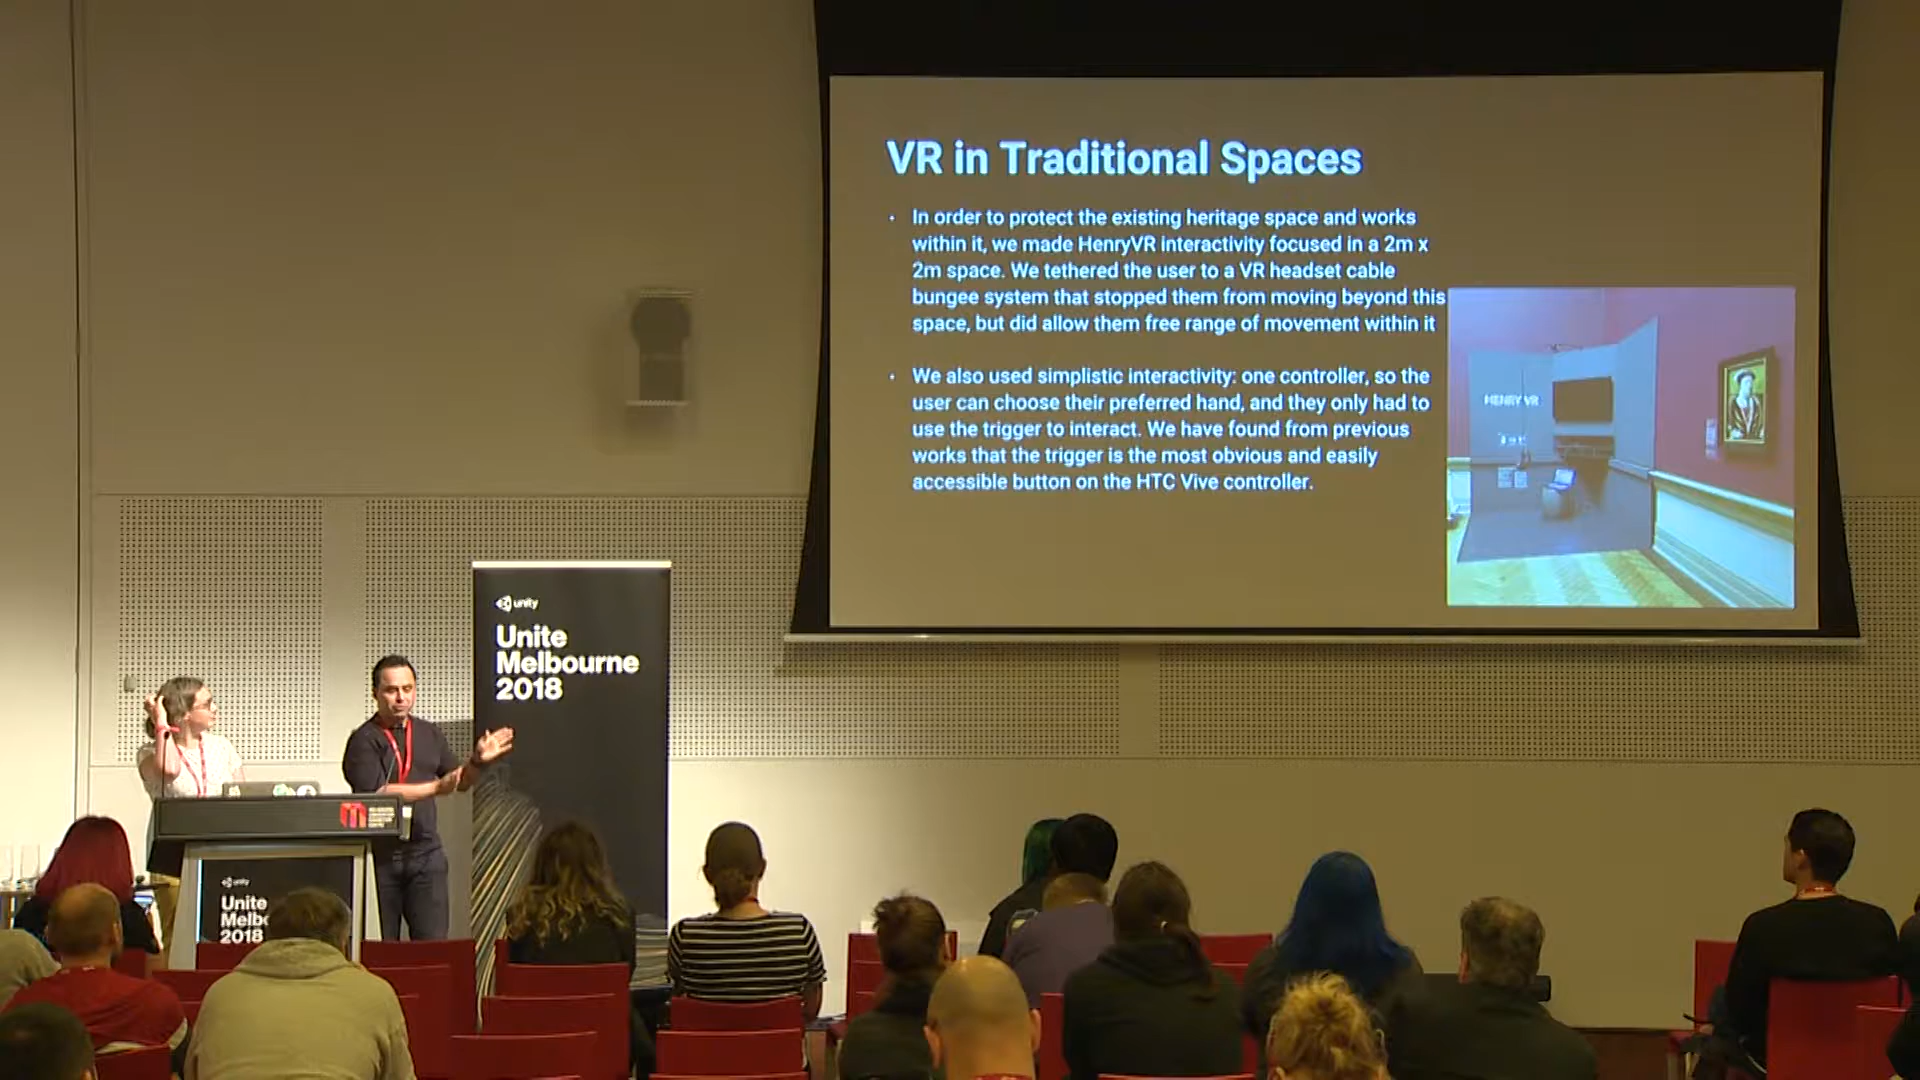 VR in Traditional Spaces
In order to protect the existing heritage space and works
within it, we made HenryVR interactivity focused in a 2m x
2m space. We tethered the user to a VR headset cable
bungee system that stopped them from moving beyond this
space, but did allow them free range of movement within it
We also used simplistic interactivity: one controller, so the
user can choose their preferred hand, and they only had to
use the trigger to interact. We have found from previous
works that the trigger is the most obvious and easily
accessible button on the HTC Vive controller.
HENRY VR
unity
Unite
Melbourne
2018
unity
Unite
Melbo
2018